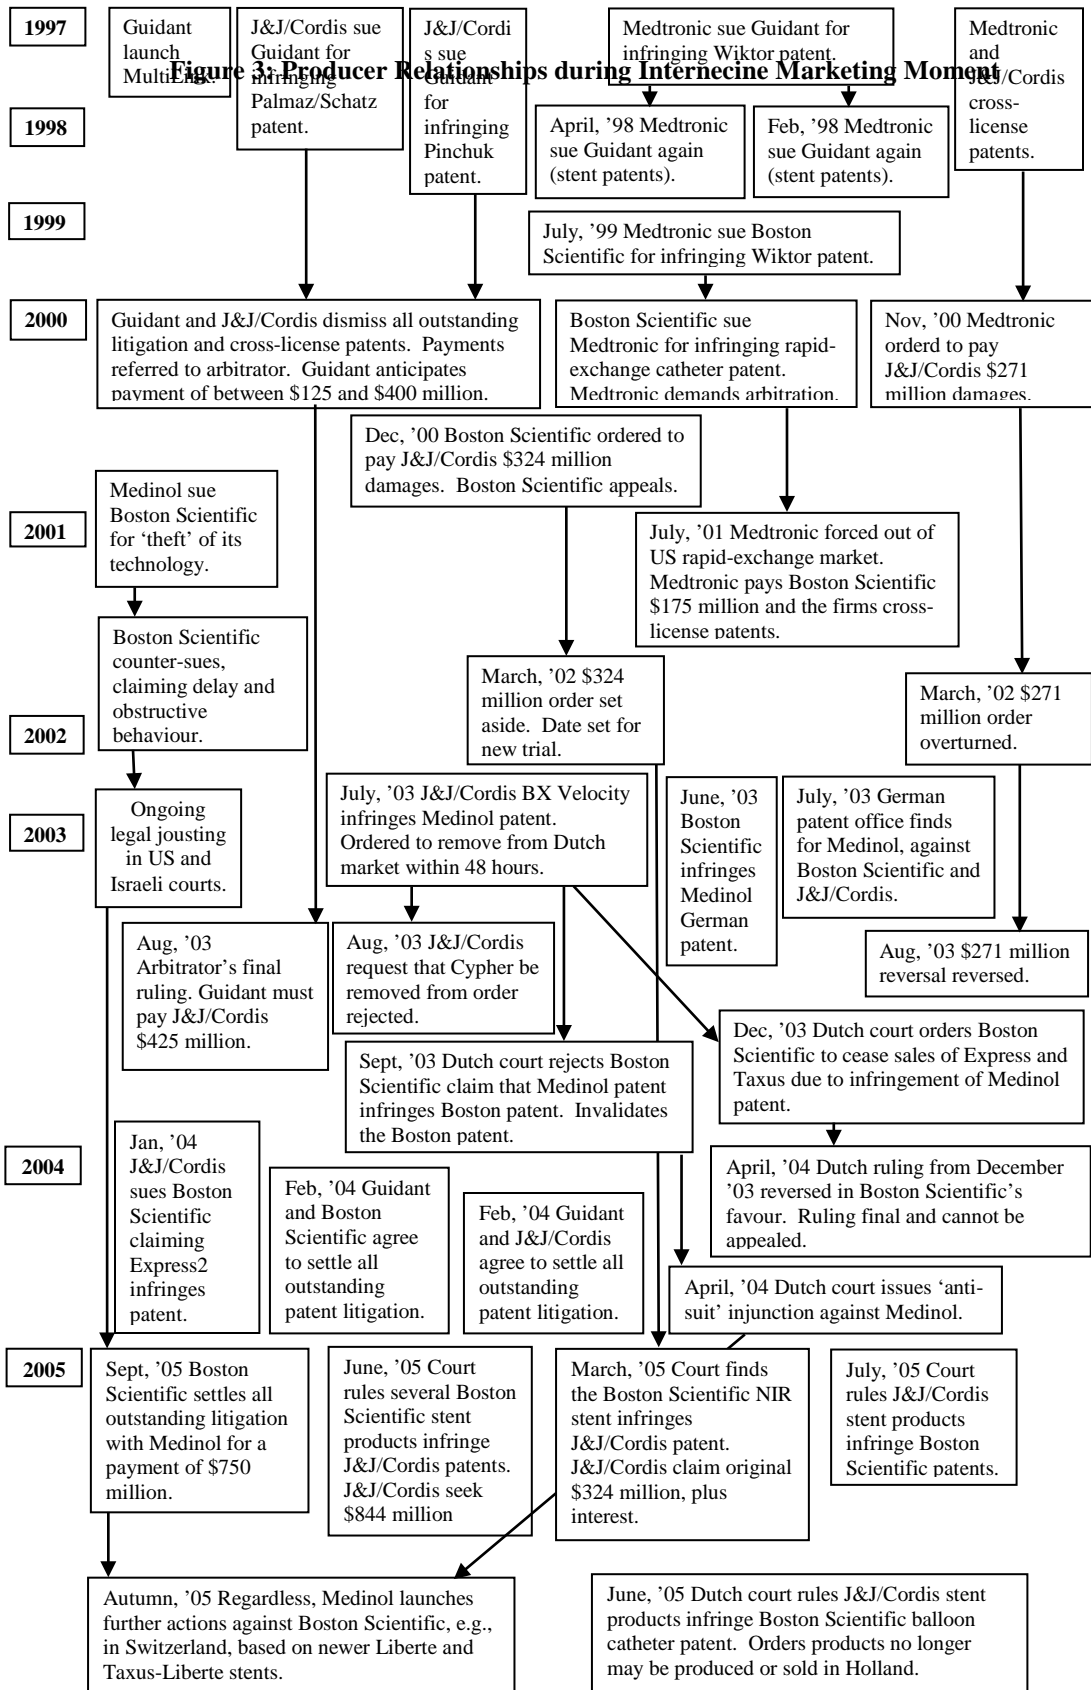 1997
Guidant
launch
MultiLink.
J&J/Cordis sue
Guidant for
infringing
Palmaz/Schatz
patent.
J&J/Cordi
s sue
Guidant
for
infringing
Pinchuk
patent.
Medtronic sue Guidant for
infringing Wiktor patent.
Medtronic
and
J&J/Cordis
cross-
license
patents.
Figure 3: Producer Relationships during Internecine Marketing Moment
1998
April, ’98 Medtronic
sue Guidant again
(stent patents).
Feb, ’98 Medtronic
sue Guidant again
(stent patents).
1999
July, ’99 Medtronic sue Boston
Scientific for infringing Wiktor patent.
2000
Guidant and J&J/Cordis dismiss all outstanding
litigation and cross-license patents. Payments
referred to arbitrator. Guidant anticipates
payment of between $125 and $400 million.
Boston Scientific sue
Medtronic for infringing rapid-
exchange catheter patent.
Medtronic demands arbitration.
Nov, ’00 Medtronic
orderd to pay
J&J/Cordis $271
million damages.
Dec, ’00 Boston Scientific ordered to
pay J&J/Cordis $324 million
damages. Boston Scientific appeals.
2001
Medinol sue
Boston Scientific
for ‘theft’ of its
technology.
July, ’01 Medtronic forced out of
US rapid-exchange market.
Medtronic pays Boston Scientific
$175 million and the firms cross-
license patents.
Boston Scientific
counter-sues,
claiming delay and
obstructive
behaviour.
2002
March, ’02 $324
million order set
aside. Date set for
new trial.
March, ’02 $271
million order
overturned.
2003
Ongoing
legal jousting
in US and
Israeli courts.
July, ’03 J&J/Cordis BX Velocity
infringes Medinol patent.
Ordered to remove from Dutch
market within 48 hours.
June, ’03
Boston
Scientific
infringes
Medinol
German
patent.
July, ’03 German
patent office finds
for Medinol, against
Boston Scientific and
J&J/Cordis.
Aug, ’03
Arbitrator’s final
ruling. Guidant must
pay J&J/Cordis
$425 million.
Aug, ’03 J&J/Cordis
request that Cypher be
removed from order
rejected.
Aug, ’03 $271 million
reversal reversed.
Sept, ’03 Dutch court rejects Boston
Scientific claim that Medinol patent
infringes Boston patent. Invalidates
the Boston patent.
Dec, ’03 Dutch court orders Boston
Scientific to cease sales of Express and
Taxus due to infringement of Medinol
patent.
2004
Jan, ’04
J&J/Cordis
sues Boston
Scientific
claiming
Express2
infringes
patent.
Feb, ’04 Guidant
and Boston
Scientific agree
to settle all
outstanding
patent litigation.
Feb, ’04 Guidant
and J&J/Cordis
agree to settle all
outstanding
patent litigation.
April, ’04 Dutch ruling from December
’03 reversed in Boston Scientific’s
favour. Ruling final and cannot be
appealed.
April, ’04 Dutch court issues ‘anti-
suit’ injunction against Medinol.
2005
Sept, ’05 Boston
Scientific settles all
outstanding litigation
with Medinol for a
payment of $750
million.
June, ’05 Court
rules several Boston
Scientific stent
products infringe
J&J/Cordis patents.
J&J/Cordis seek
$844 million
March, ’05 Court finds
the Boston Scientific NIR
stent infringes
J&J/Cordis patent.
J&J/Cordis claim original
$324 million, plus
interest.
July, ’05 Court
rules J&J/Cordis
stent products
infringe Boston
Scientific patents.
Autumn, ’05 Regardless, Medinol launches
further actions against Boston Scientific, e.g.,
in Switzerland, based on newer Liberte and
Taxus-Liberte stents.
June, ’05 Dutch court rules J&J/Cordis stent
products infringe Boston Scientific balloon
catheter patent. Orders products no longer
may be produced or sold in Holland.